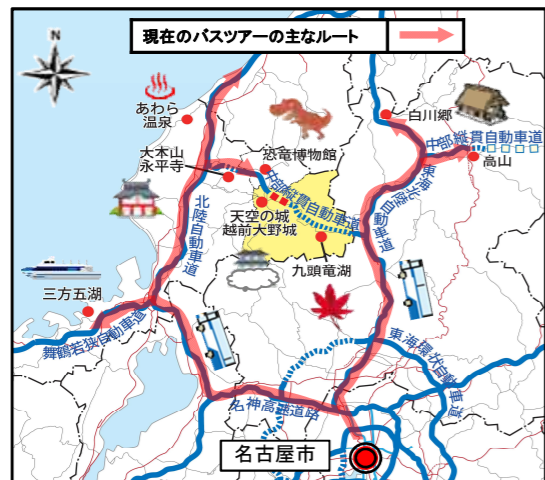 現在のバスツアーの主なルート
あわら
温泉
白川郷
中部縦貫自動車道
高山
大本山
永平寺
恐竜博物館
中部縦貫自動車道
東海北陸自動車道
北陸自動車道
天空の城
越前大野城
九頭竜湖
三方五湖
舞鶴若狭自動車道
東海環状自動車道
名神高速道路
名古屋市